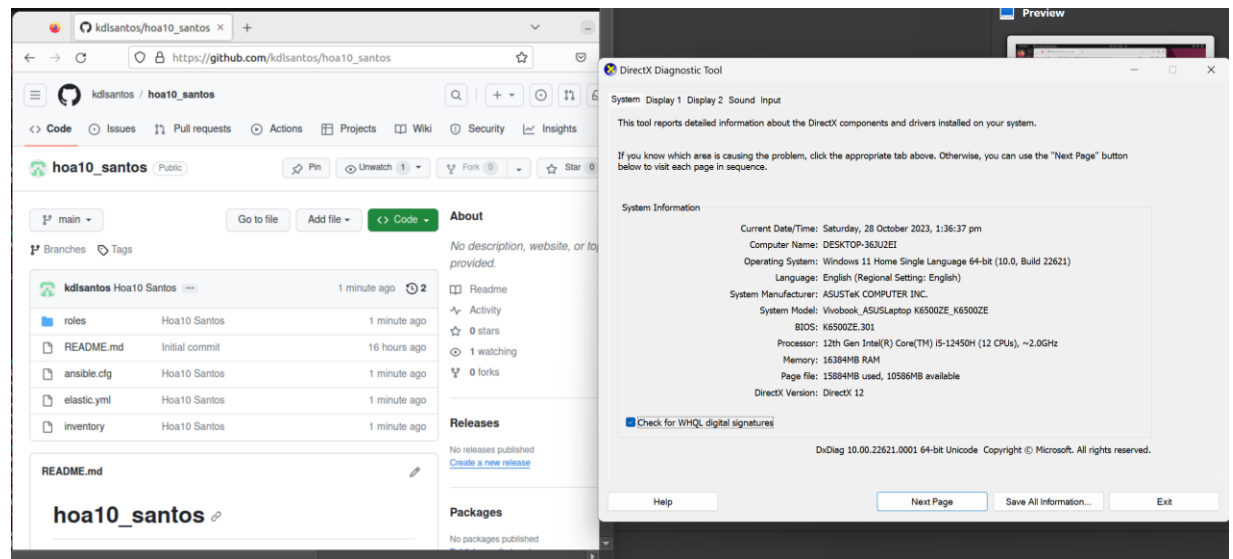 kdlsantos/hoa10_santos × +
https://github.com/kdlsantos/hoa10_santos
kdlsantos / hoa10_santos
<> Code Issues Pull requests Actions Projects Wiki Security Insights
hoa10_santos Public Pin Unwatch 1 Fork 0 Star 0
main Go to file Add file <> Code
Branches Tags
kdlsantos Hoa10 Santos ... 1 minute ago 2
roles Hoa10 Santos 1 minute ago
README.md Initial commit 16 hours ago
ansible.cfg Hoa10 Santos 1 minute ago
elastic.yml Hoa10 Santos 1 minute ago
inventory Hoa10 Santos 1 minute ago
README.md
hoa10_santos
About
No description, website, or
provided.
Readme
Activity
0 stars
1 watching
0 forks
Releases
No releases published
Create a new release
Packages
No packages published
Preview
DirectX Diagnostic Tool
System Display 1 Display 2 Sound Input
This tool reports detailed information about the DirectX components and drivers installed on your system.
If you know which area is causing the problem, click the appropriate tab above. Otherwise, you can use the "Next Page" button
below to visit each page in sequence.
System Information
Current Date/Time: Saturday, 28 October 2023, 1:36:37 pm
Computer Name: DESKTOP-36JU2EI
Operating System: Windows 11 Home Single Language 64-bit (10.0, Build 22621)
Language: English (Regional Setting: English)
System Manufacturer: ASUSTeK COMPUTER INC.
System Model: Vivobook_ASUSLaptop K6500ZE_K6500ZE
BIOS: K6500ZE.301
Processor: 12th Gen Intel(R) Core(TM) i5-12450H (12 CPUs), ~2.0GHz
Memory: 16384MB RAM
Page file: 15884MB used, 10586MB available
DirectX Version: DirectX 12
Check for WHQL digital signatures
DxDiag 10.00.22621.0001 64-bit Unicode Copyright © Microsoft. All rights reserved.
Help Next Page Save All Information... Exit